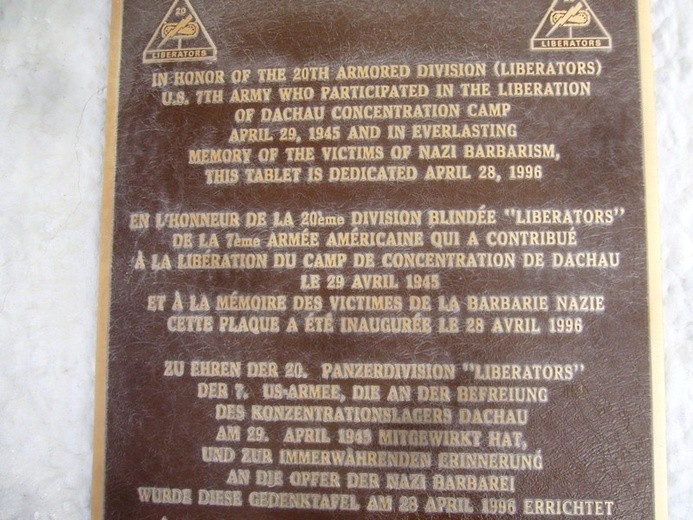 20
LIBERATORS
LIBERATORS
IN HONOR OF THE 20TH ARMORED DIVISION (LIBERATORS)
U.S. 7TH ARMY WHO PARTICIPATED IN THE LIBERATION
OF DACHAU CONCENTRATION CAMP
APRIL 29, 1945 AND IN EVERLASTING
MEMORY OF THE VICTIMS OF NAZI BARBARISM,
THIS TABLET IS DEDICATED APRIL 28, 1996
EN L'HONNEUR DE LA 20ème DIVISION BLINDÉE "LIBERATORS"
DE LA 7ème ARMÉE AMÉRICAINE QUI A CONTRIBUÉ
À LA LIBÉRATION DU CAMP DE CONCENTRATION DE DACHAU
LE 29 AVRIL 1945
ET À LA MÉMOIRE DES VICTIMES DE LA BARBARIE NAZIE
CETTE PLAQUE A ÉTÉ INAUGURÉE LE 28 AVRIL 1996
ZU EHREN DER 20. PANZERDIVISION "LIBERATORS"
DER 7. US-ARMEE, DIE AN DER BEFREIUNG
DES KONZENTRATIONSLAGERS DACHAU
AM 29. APRIL 1945 MITGEWIRKT HAT,
UND ZUR IMMERWÄHRENDEN ERINNERUNG
AN DIE OPFER DER NAZI BARBAREI
WURDE DIESE GEDENKTAFEL AM 28 APRIL 1996 ERRICHTET